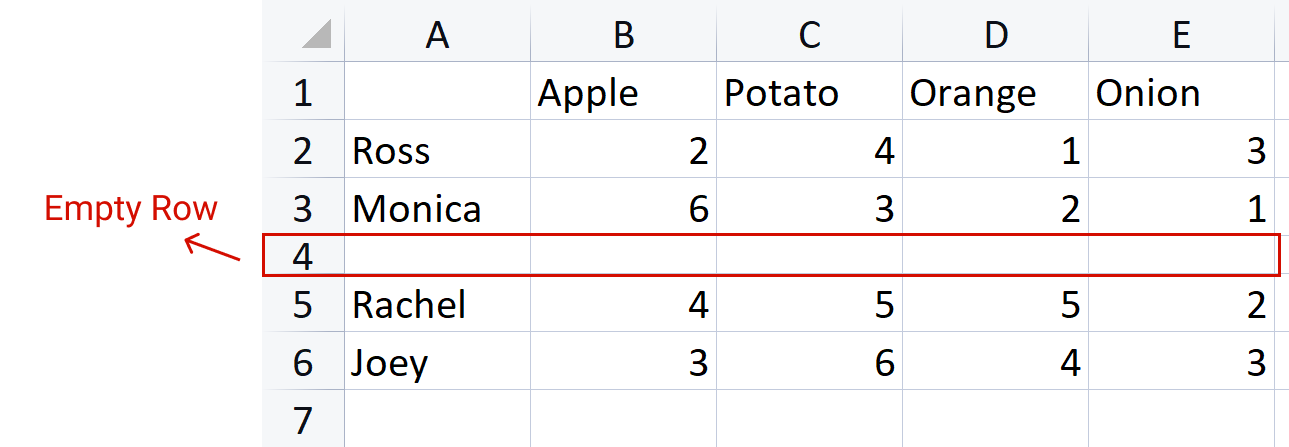 A B C D E
1 Apple Potato Orange Onion
2 Ross 2 4 1 3
Empty Row
3 Monica 6 3 2 1
4
5 Rachel 4 5 5 2
6 Joey 3 6 4 3
7